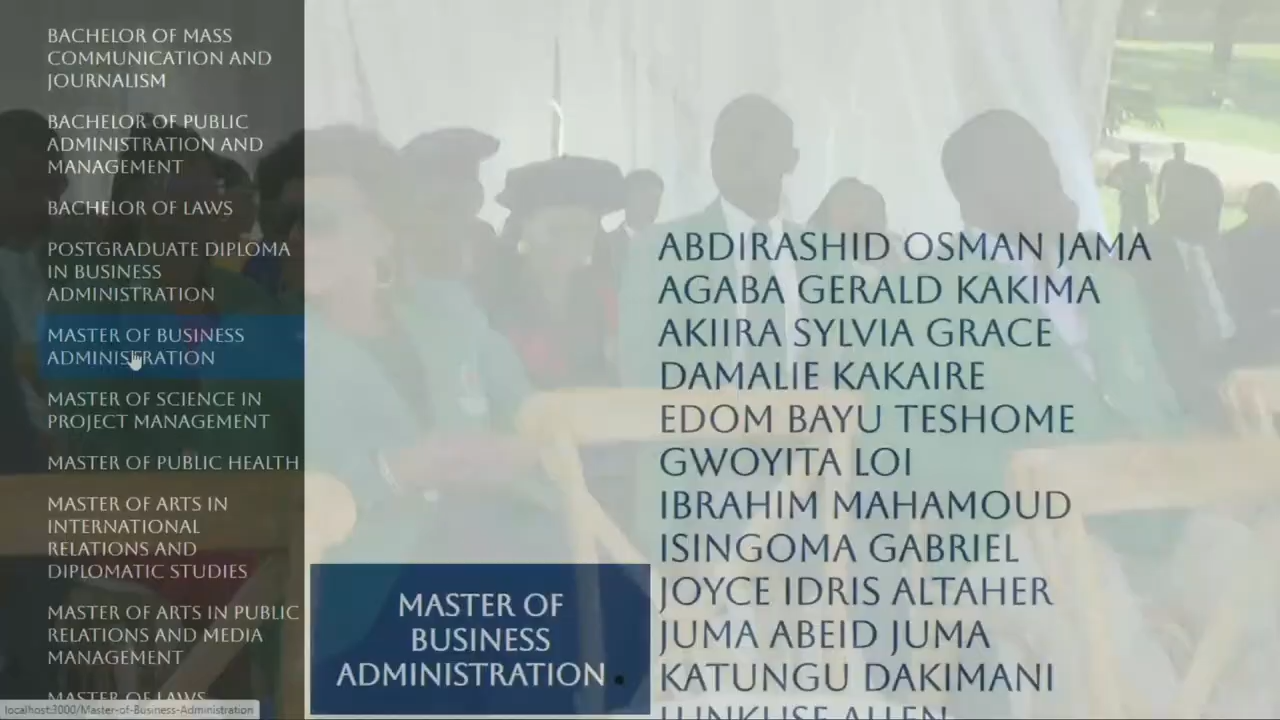 BACHELOR OF MASS
COMMUNICATION AND
JOURNALISM
BACHELOR OF PUBLIC
ADMINISTRATION AND
MANAGEMENT
BACHELOR OF LAWS
POSTGRADUATE DIPLOMA
IN BUSINESS
ADMINISTRATION
MASTER OF BUSINESS
ADMINISTRATION
MASTER OF SCIENCE IN
PROJECT MANAGEMENT
MASTER OF PUBLIC HEALTH
MASTER OF ARTS IN
INTERNATIONAL
RELATIONS AND
DIPLOMATIC STUDIES
MASTER OF ARTS IN PUBLIC
RELATIONS AND MEDIA
MANAGEMENT
MASTER OF LAWS
localhost:3000/Master-of-Business-Administration
MASTER OF
BUSINESS
ADMINISTRATION
ABDIRASHID OSMAN JAMA
AGABA GERALD KAKIMA
AKIIRA SYLVIA GRACE
DAMALIE KAKAIRE
EDOM BAYU TESHOME
GWOYITA LOI
IBRAHIM MAHAMOUD
ISINGOMA GABRIEL
JOYCE IDRIS ALTAHER
JUMA ABEID JUMA
KATUNGU DAKIMANI